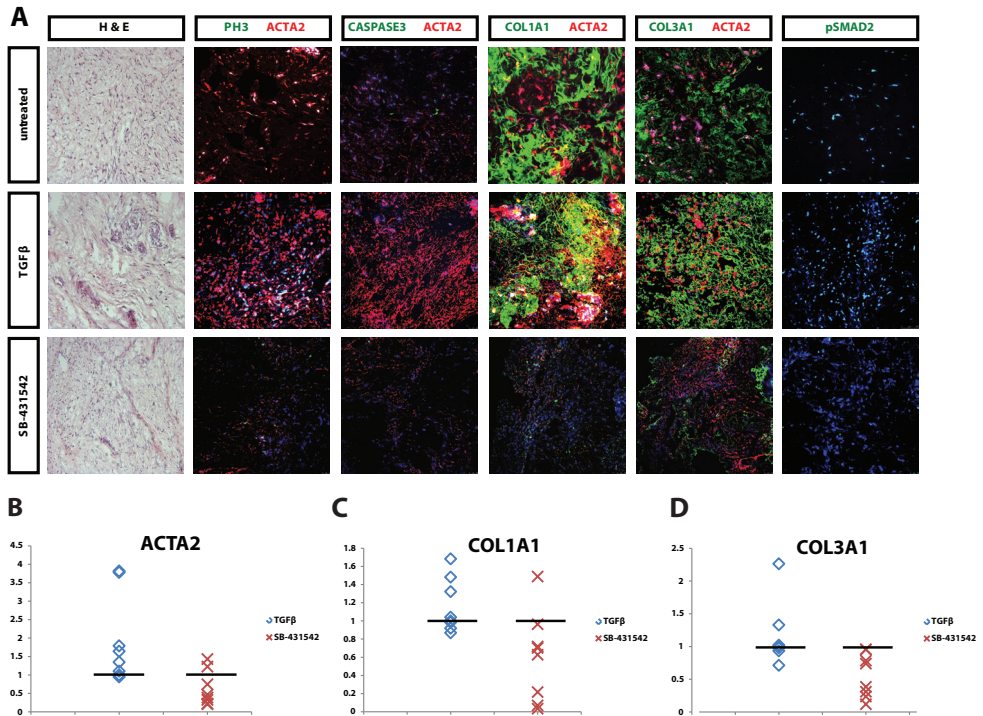 A
H & E
PH3 ACTA2
CASPASE3 ACTA2
COL1A1 ACTA2
COL3A1 ACTA2
pSMAD2
untreated
TGFβ
SB-431542
B
ACTA2
4.5
4
3.5
3
2.5
2
1.5
1
0.5
0
TGFβ
SB-431542
C
COL1A1
1.8
1.6
1.4
1.2
1
0.8
0.6
0.4
0.2
0
TGFβ
SB-431542
D
COL3A1
2.5
2
1.5
1
0.5
0
TGFβ
SB-431542